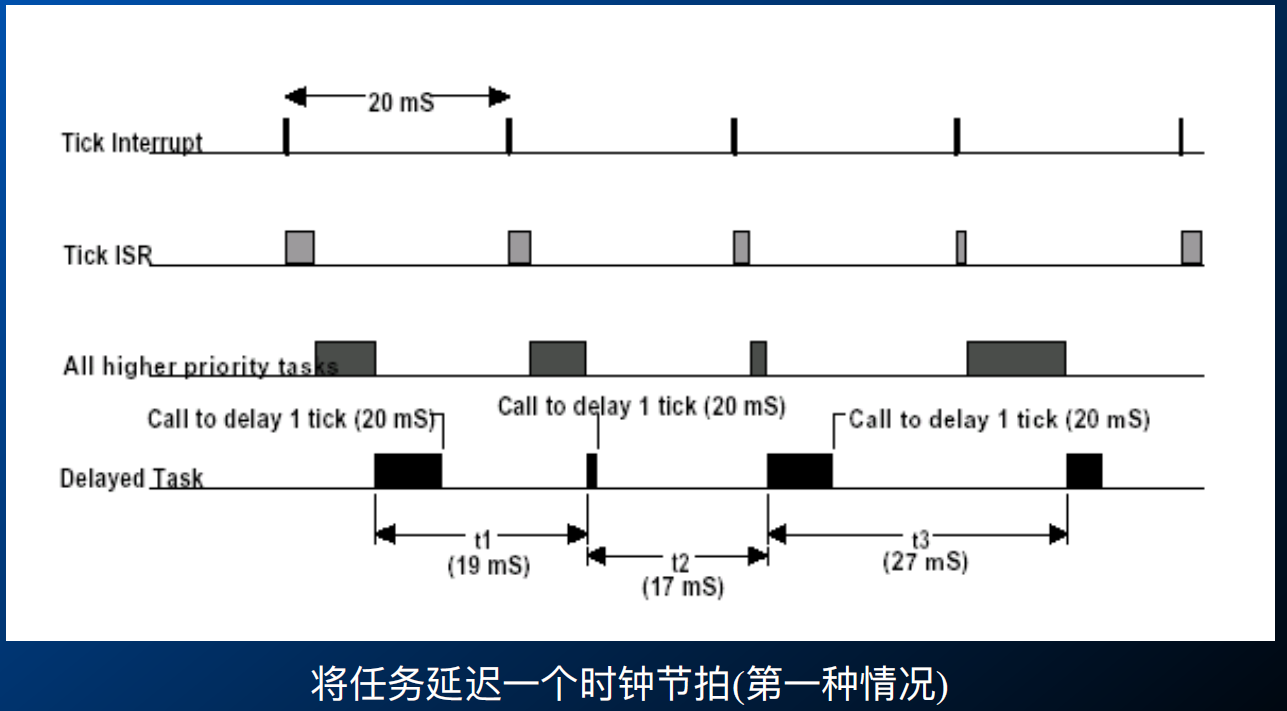 20 mS
Tick Interrupt
Tick ISR
All higher priority tasks
Call to delay 1 tick (20 mS)
Call to delay 1 tick (20 mS)
Call to delay 1 tick (20 mS)
Delayed Task
t1
(19 mS)
t2
(17 mS)
t3
(27 mS)
将任务延迟一个时钟节拍(第一种情况)